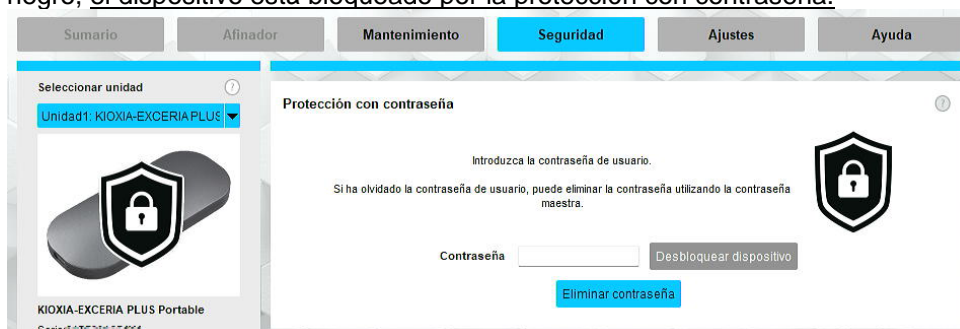 negro, el dispositivo está bloqueado por la protección con contraseña.
Sumario Afinador Mantenimiento Seguridad Ajustes Ayuda
Seleccionar unidad ?
Unidad1: KIOXIA-EXCERIA PLUS
KIOXIA-EXCERIA PLUS Portable
Protección con contraseña ?
Introduzca la contraseña de usuario.
Si ha olvidado la contraseña de usuario, puede eliminar la contraseña utilizando la contraseña
maestra.
Contraseña Desbloquear dispositivo
Eliminar contraseña